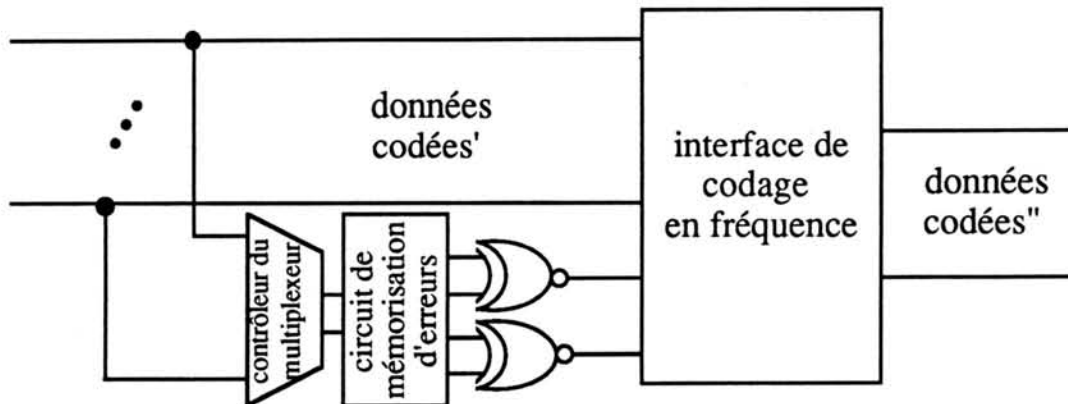 données
codées'
interface de
codage
en fréquence
données
codées"
contrôleur du
multiplexeur
circuit de
mémorisation
d'erreurs